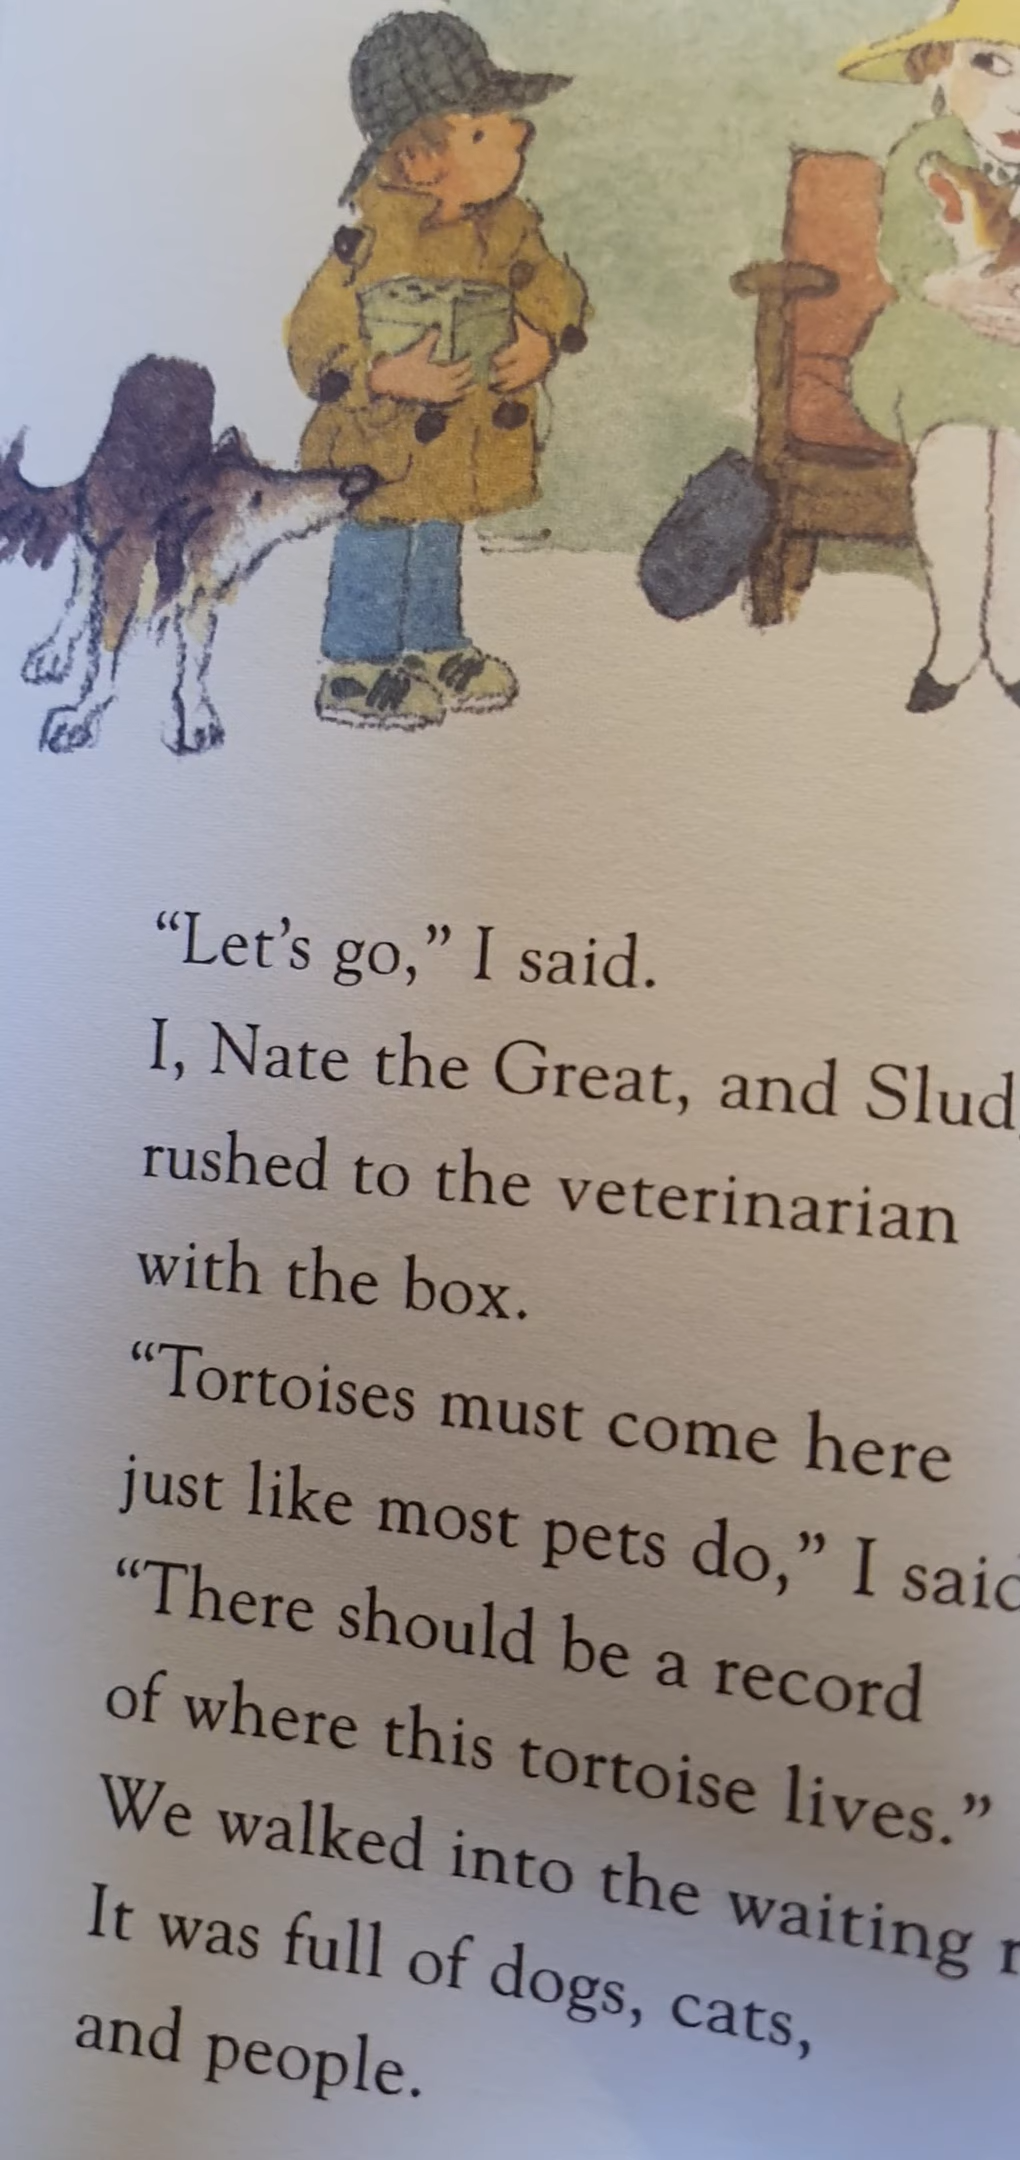 “Let’s go,” I said.
I, Nate the Great, and Slud
rushed to the veterinarian
with the box.
“Tortoises must come here
just like most pets do,” I said
“There should be a record
of where this tortoise lives.”
We walked into the waiting
It was full of dogs, cats,
and people.